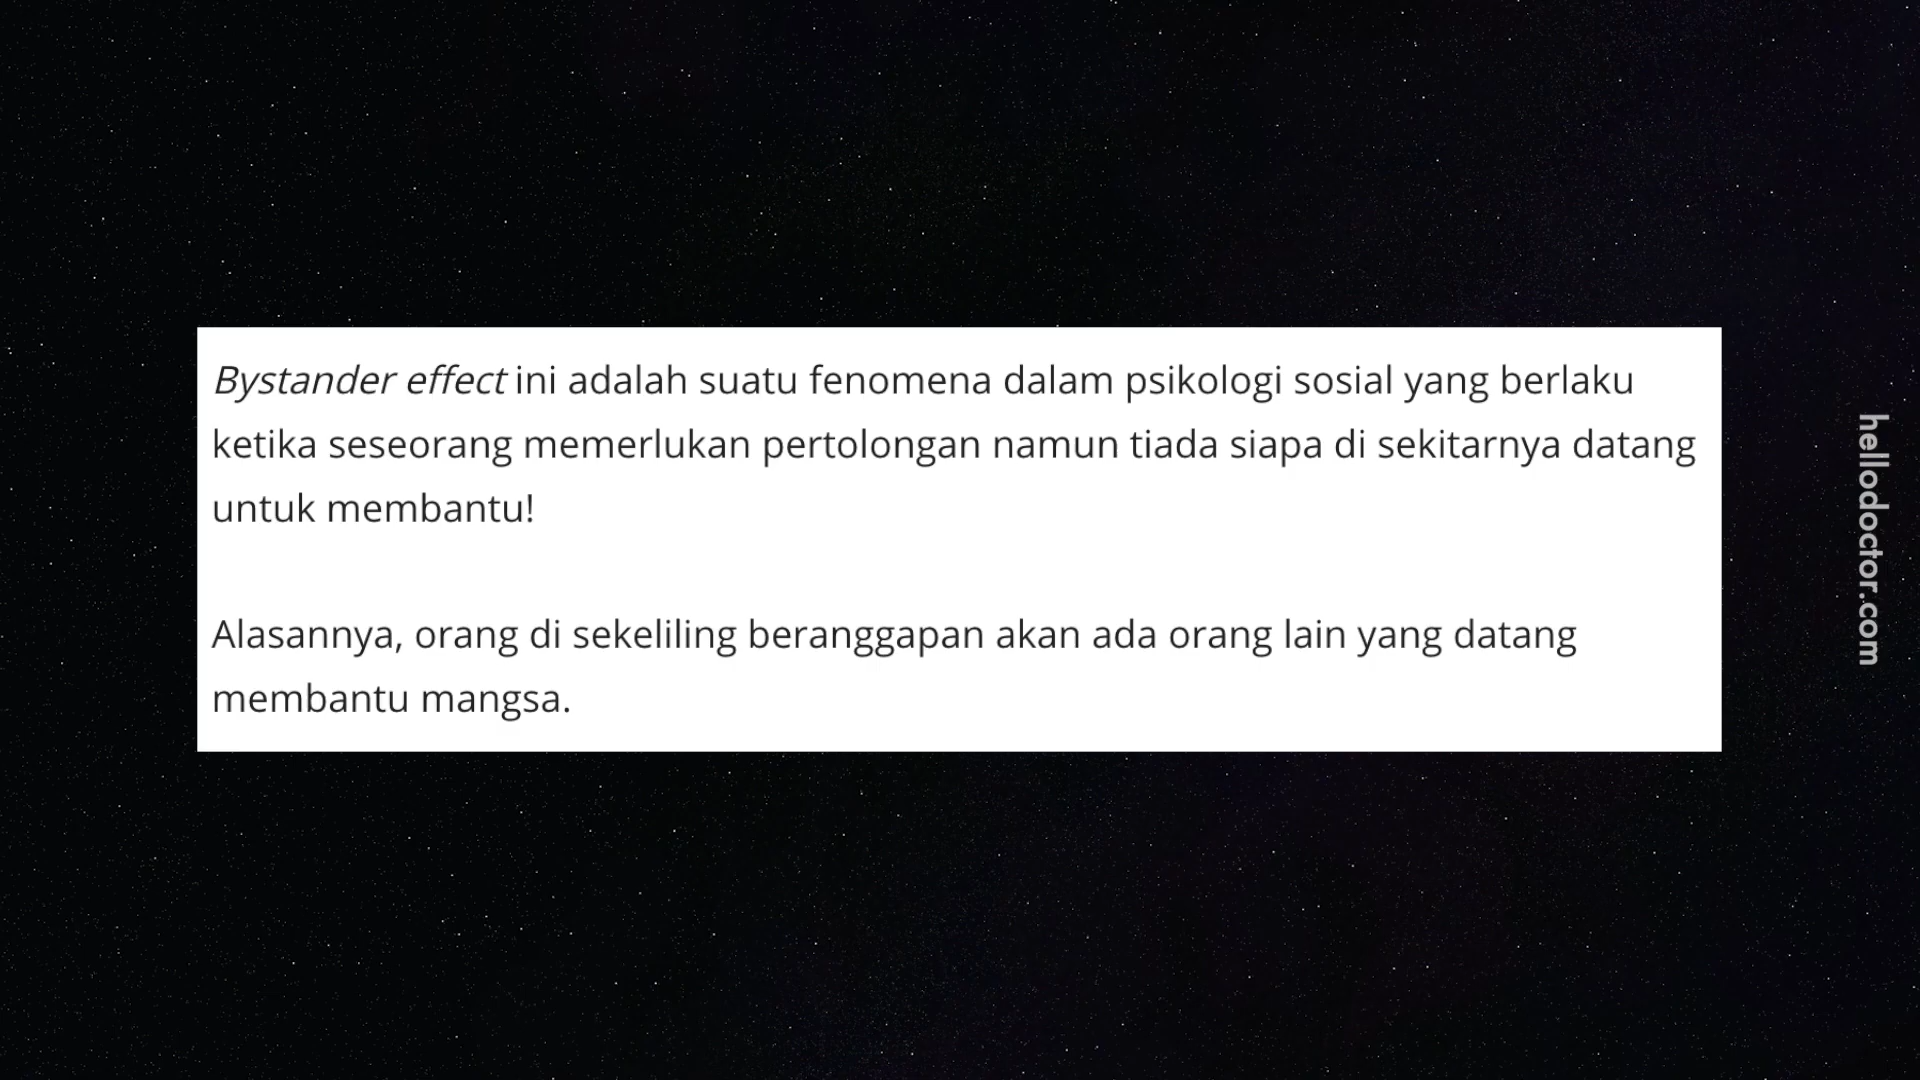 Bystander effect ini adalah suatu fenomena dalam psikologi sosial yang berlaku
ketika seseorang memerlukan pertolongan namun tiada siapa di sekitarnya datang
untuk membantu!
Alasannya, orang di sekeliling beranggapan akan ada orang lain yang datang
membantu mangsa.
hellodoctor.com